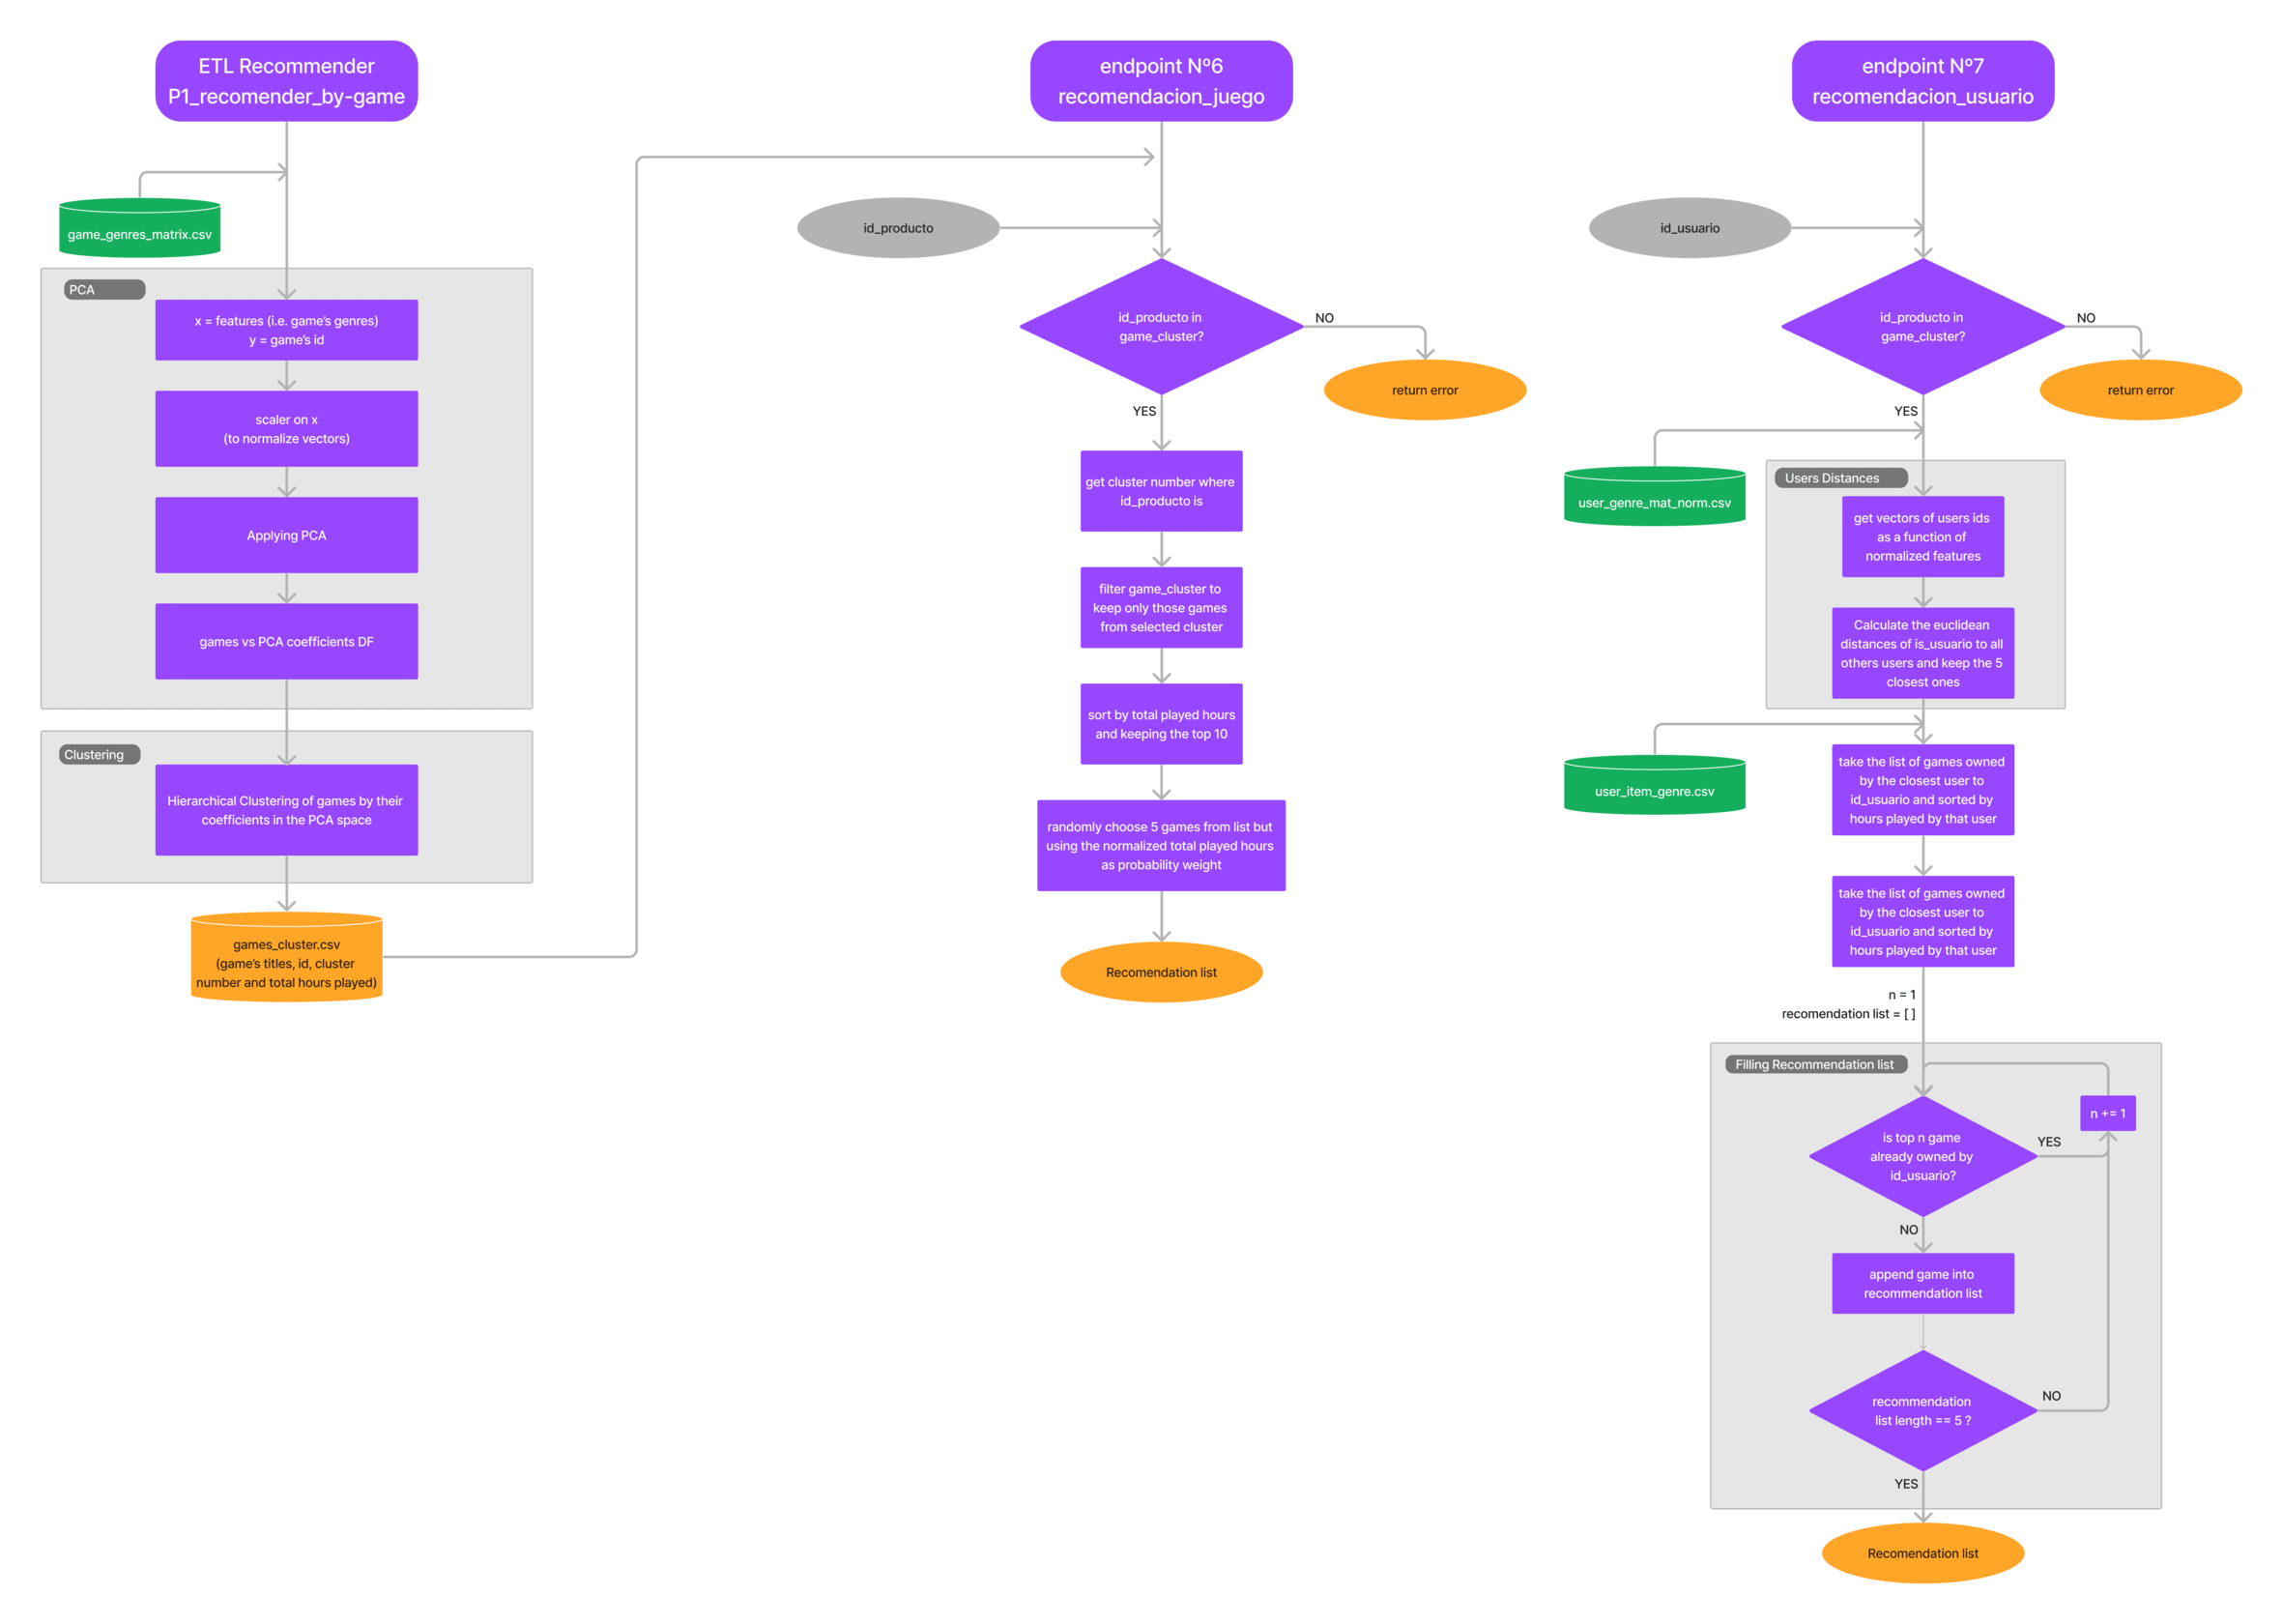 ETL Recommender
P1_recomender_by-game
game_genres_matrix.csv
PCA
x = features (i.e. game's genres)
y = game's id
scaler on x
(to normalize vectors)
Applying PCA
games vs PCA coefficients DF
Clustering
Hierarchical Clustering of games by their
coefficients in the PCA space
games_cluster.csv
(game's titles, id, cluster
number and total hours played)
endpoint Nº6
recomendacion_juego
id_producto
id_producto in
game_cluster?
NO
return error
YES
get cluster number where
id_producto is
filter game_cluster to
keep only those games
from selected cluster
sort by total played hours
and keeping the top 10
randomly choose 5 games from list but
using the normalized total played hours
as probability weight
Recomendation list
endpoint Nº7
recomendacion_usuario
id_usuario
id_producto in
game_cluster?
NO
return error
YES
user_genre_mat_norm.csv
Users Distances
get vectors of users ids
as a function of
normalized features
Calculate the euclidean
distances of is_usuario to all
others users and keep the 5
closest ones
user_item_genre.csv
take the list of games owned
by the closest user to
id_usuario and sorted by
hours played by that user
take the list of games owned
by the closest user to
id_usuario and sorted by
hours played by that user
n = 1
recomendation list = [ ]
Filling Recommendation list
n += 1
is top n game
already owned by
id_usuario?
YES
NO
append game into
recommendation list
recommendation
list length == 5 ?
NO
YES
Recomendation list